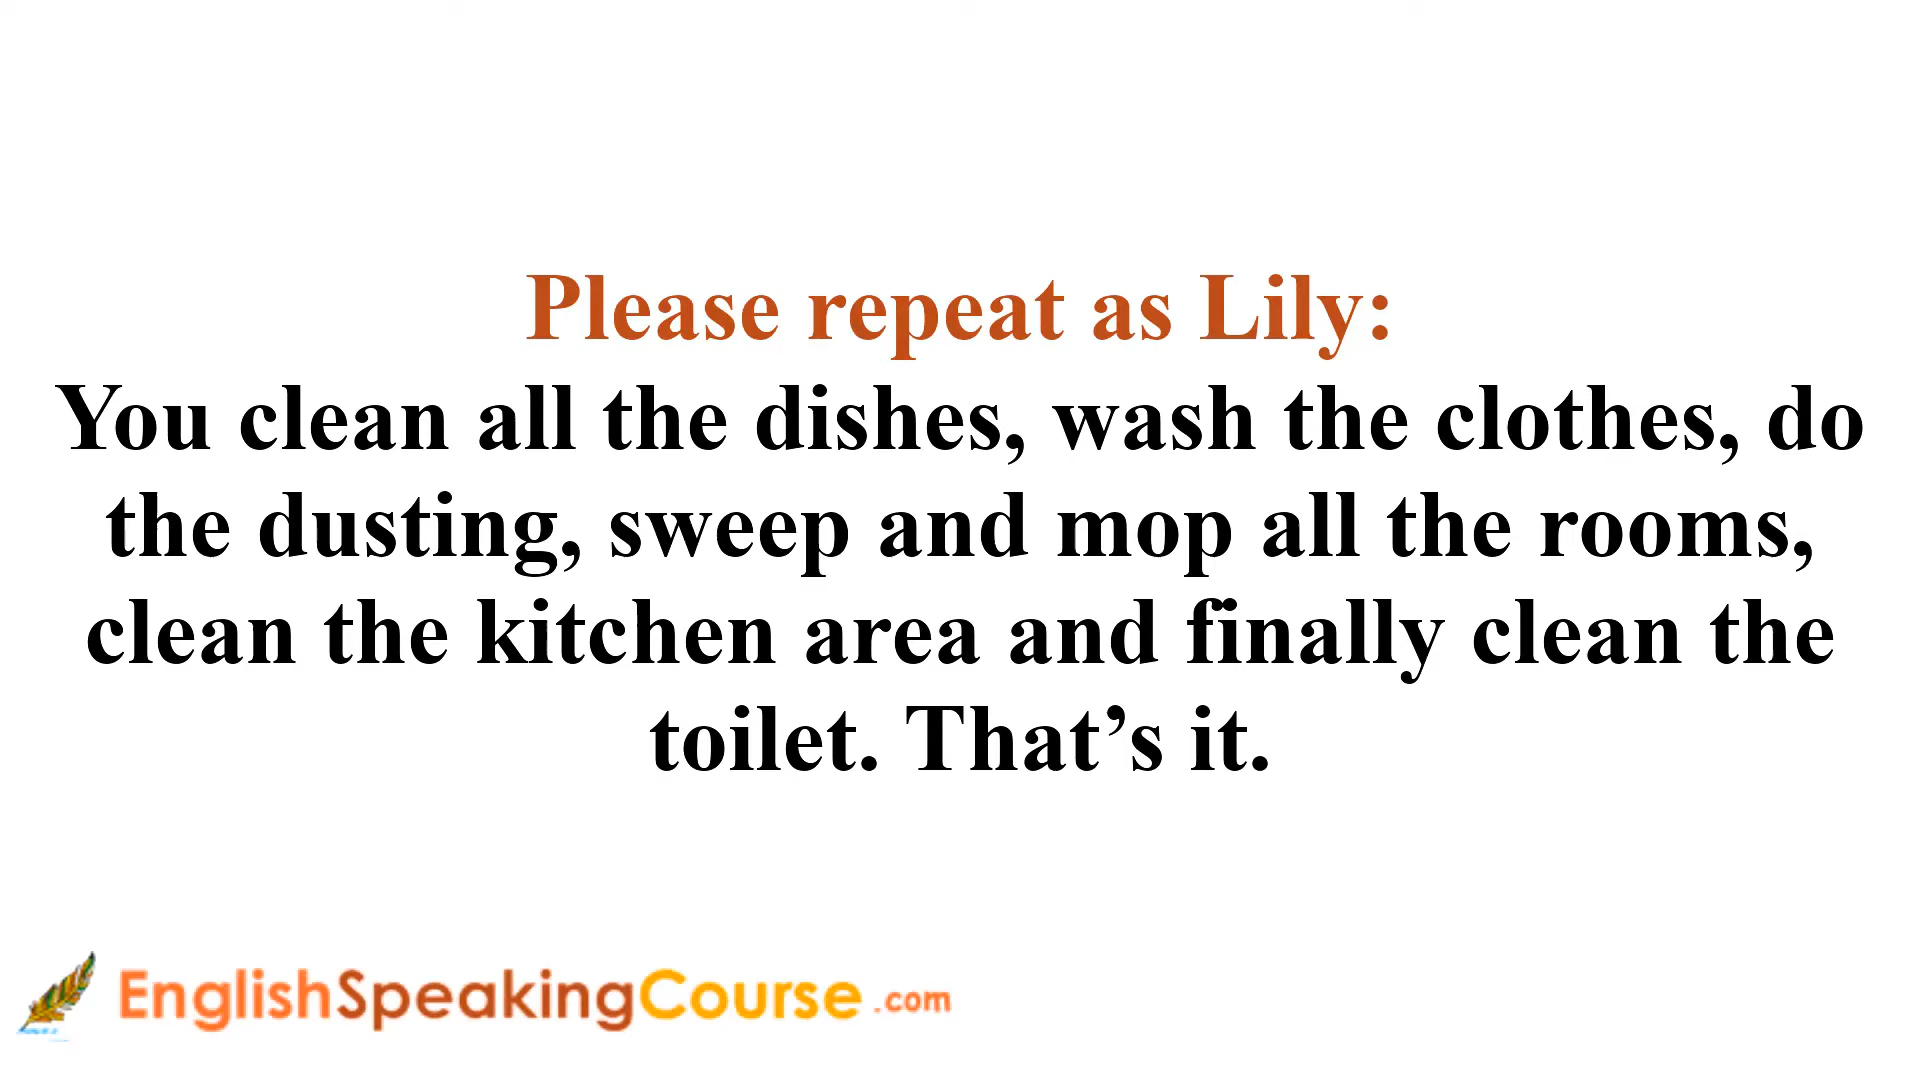 Please repeat as Lily:
You clean all the dishes, wash the clothes, do
the dusting, sweep and mop all the rooms,
clean the kitchen area and finally clean the
toilet. That’s it.
EnglishSpeakingCourse.com